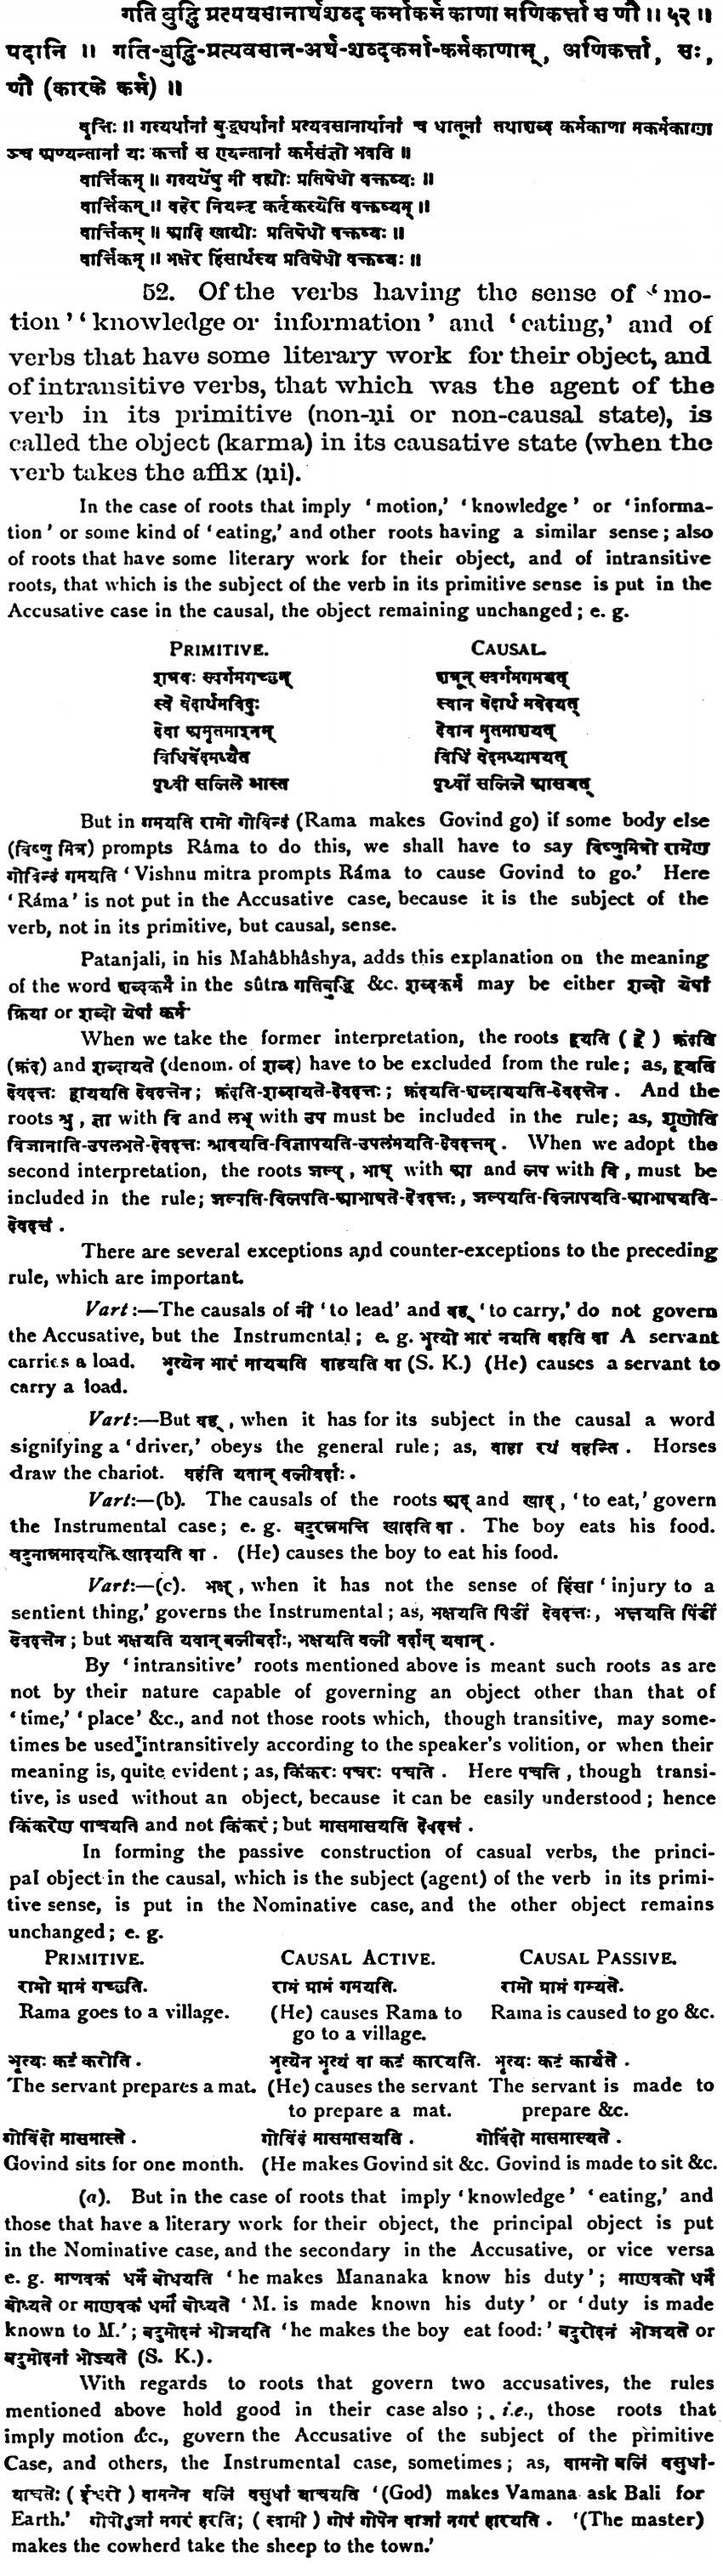 गति बुद्धि प्रत्यवसानार्थशब्द कर्माकर्म काणा मणिकर्त्ता स णौ ॥ ५२ ॥
पदानि ॥ गति-बुद्धि-प्रत्यवसान-अर्थ-शब्दकर्मा-कर्मकाणाम्, अणिकर्त्ता, सः,
णौ (कारके कर्म) ॥
वृत्तिः ॥ गत्यर्थानां बुद्ध्यर्थानां प्रत्यवसानार्थानां च धातूनां तथाशब्द कर्मकाणा मकर्मकाणा
ञ्च ण्यन्तानां यः कर्त्ता स ण्यन्तानां कर्मसंज्ञो भवति ॥
वार्त्तिकम् ॥ गत्यर्थेषु नी वह्योः प्रतिषेधो वक्तव्यः ॥
वार्त्तिकम् ॥ वहेर नियन्तृ कर्तृकस्येति वक्तव्यम् ॥
वार्त्तिकम् ॥ आदि खाद्योः प्रतिषेधो वक्तव्यः ॥
वार्त्तिकम् ॥ भक्षेर हिंसार्थस्य प्रतिषेधो वक्तव्यः ॥
52. Of the verbs having the sense of 'mo-
tion' 'knowledge or information' and 'eating,' and of
verbs that have some literary work for their object, and
of intransitive verbs, that which was the agent of the
verb in its primitive (non-ṇi or non-causal state), is
called the object (karma) in its causative state (when the
verb takes the affix (ṇi).
In the case of roots that imply 'motion,' 'knowledge' or 'informa-
tion' or some kind of 'eating,' and other roots having a similar sense; also
of roots that have some literary work for their object, and of intransitive
roots, that which is the subject of the verb in its primitive sense is put in the
Accusative case in the causal, the object remaining unchanged; e. g.
PRIMITIVE. CAUSAL.
शत्रवः स्वर्गमगच्छन् शत्रून् स्वर्गमगमयत्
स्वे वेदार्थमविदुः स्वान वेदार्थ मवेदयत्
देवा अमृतमाश्नन् देवान मृतमाशयत्
विधिर्वेदमध्यैत विधिं वेदमध्यापयत्
पृथ्वी सलिले आस्त पृथ्वीं सलिले आसयत्
But in गमयति रामो गोविन्दं (Rama makes Govind go) if some body else
(विष्णु मित्र) prompts Ráma to do this, we shall have to say विष्णुमित्रो रामेण
गोविन्दं गमयति 'Vishnu mitra prompts Ráma to cause Govind to go.' Here
'Ráma' is not put in the Accusative case, because it is the subject of the
verb, not in its primitive, but causal, sense.
Patanjali, in his Mahâbhâshya, adds this explanation on the meaning
of the word शब्दकर्म in the sûtra गतिबुद्धि &c. शब्दकर्म may be either शब्दो येषां
क्रिया or शब्दो येषां कर्म
When we take the former interpretation, the roots ह्वयति (ह्वे) क्रंदति
(क्रंद) and शब्दायते (denom. of शब्द) have to be excluded from the rule; as, ह्वयति
देवदत्तः ह्वाययति देवदत्तेन; क्रंदति-शब्दायते-देवदत्तः; क्रंदयति-शब्दाययति-देवदत्तेन. And the
roots श्रु, ज्ञा with वि and लभ् with उप must be included in the rule; as, शृणोति
विजानाति-उपलभते-देवदत्तः श्रावयति-विज्ञापयति-उपलंभयति-देवदत्तम्. When we adopt the
second interpretation, the roots जल्प्, भाष् with आ and लप with वि, must be
included in the rule; जल्पति-विलपति-आभाषते-देवदत्तः, जल्पयति-विलापयति-आभाषयति-
देवदत्तं.
There are several exceptions and counter-exceptions to the preceding
rule, which are important.
Vart:—The causals of नी 'to lead' and वह्, 'to carry,' do not govern
the Accusative, but the Instrumental; e. g. भृत्यो भारं नयति वहति वा A servant
carries a load. भृत्येन भारं नाययति वाहयति वा (S. K.) (He) causes a servant to
carry a load.
Vart:—But वह्, when it has for its subject in the causal a word
signifying a 'driver,' obeys the general rule; as, वाहा रथं वहन्ति. Horses
draw the chariot. वहंति यवान् वलीवर्दाः.
Vart:—(b). The causals of the roots अद् and खाद्, 'to eat,' govern
the Instrumental case; e. g. बटुरन्नमत्ति खादति वा. The boy eats his food.
बटुनान्नमादयति खादयति वा. (He) causes the boy to eat his food.
Vart:—(c). भक्ष्, when it has not the sense of हिंसा 'injury to a
sentient thing,' governs the Instrumental; as, भक्षयति पिंडीं देवदत्तः, भक्षयति पिंडीं
देवदत्तेन; but भक्षयति यवान् बलीबर्दाः, भक्षयति वली वर्दान् यवान्.
By 'intransitive' roots mentioned above is meant such roots as are
not by their nature capable of governing an object other than that of
'time,' 'place' &c., and not those roots which, though transitive, may some-
times be used intransitively according to the speaker's volition, or when their
meaning is, quite evident; as, किंकरः पचरः पचति. Here पचति, though transi-
tive, is used without an object, because it can be easily understood; hence
किंकरेण पाचयति and not किंकरं; but मासमासयति देवदत्तं.
In forming the passive construction of casual verbs, the princi-
pal object in the causal, which is the subject (agent) of the verb in its primi-
tive sense, is put in the Nominative case, and the other object remains
unchanged; e. g.
PRIMITIVE. CAUSAL ACTIVE. CAUSAL PASSIVE.
रामो ग्रामं गच्छति. रामं ग्रामं गमयति. रामो ग्रामं गम्यते.
Rama goes to a village. (He) causes Rama to Rama is caused to go &c.
go to a village.
भृत्यः कटं करोति. भृत्येन भृत्यं वा कटं कारयति. भृत्यः कटं कार्यते.
The servant prepares a mat. (He) causes the servant The servant is made to
to prepare a mat. prepare &c.
गोविंदो मासमास्ते. गोविंदं मासमासयति. गोविंदो मासमास्यते.
Govind sits for one month. (He makes Govind sit &c. Govind is made to sit &c.
(a). But in the case of roots that imply 'knowledge' 'eating,' and
those that have a literary work for their object, the principal object is put
in the Nominative case, and the secondary in the Accusative, or vice versa
e. g. माणवकं धर्मं बोधयति 'he makes Mananaka know his duty'; माणवको धर्मं
बोध्यते or माणवकं धर्मो बोध्यते 'M. is made known his duty' or 'duty is made
known to M.'; बटुमोदनं भोजयति 'he makes the boy eat food:' बटुरोदनं भोजयते or
बटुमोदनां भोज्यते (S. K.).
With regards to roots that govern two accusatives, the rules
mentioned above hold good in their case also; i.e., those roots that
imply motion &c., govern the Accusative of the subject of the primitive
Case, and others, the Instrumental case, sometimes; as, वामनो बलिं वसुधां-
याचते: (ईश्वरो) वामनेन बलिं वसुधां याचयति '(God) makes Vamana ask Bali for
Earth.' गोपोऽजां नगरं हरति; (स्वामी) गोपं गोपेन वाजां नगरं हारयति. '(The master)
makes the cowherd take the sheep to the town.'